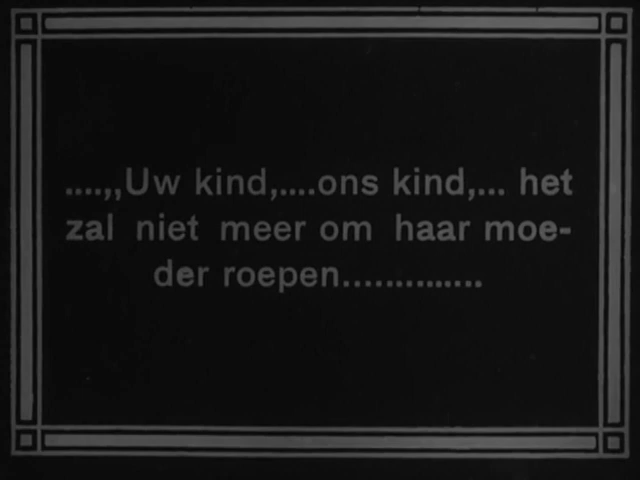 ....,,Uw kind,....ons kind,... het
zal niet meer om haar moe-
der roepen..............